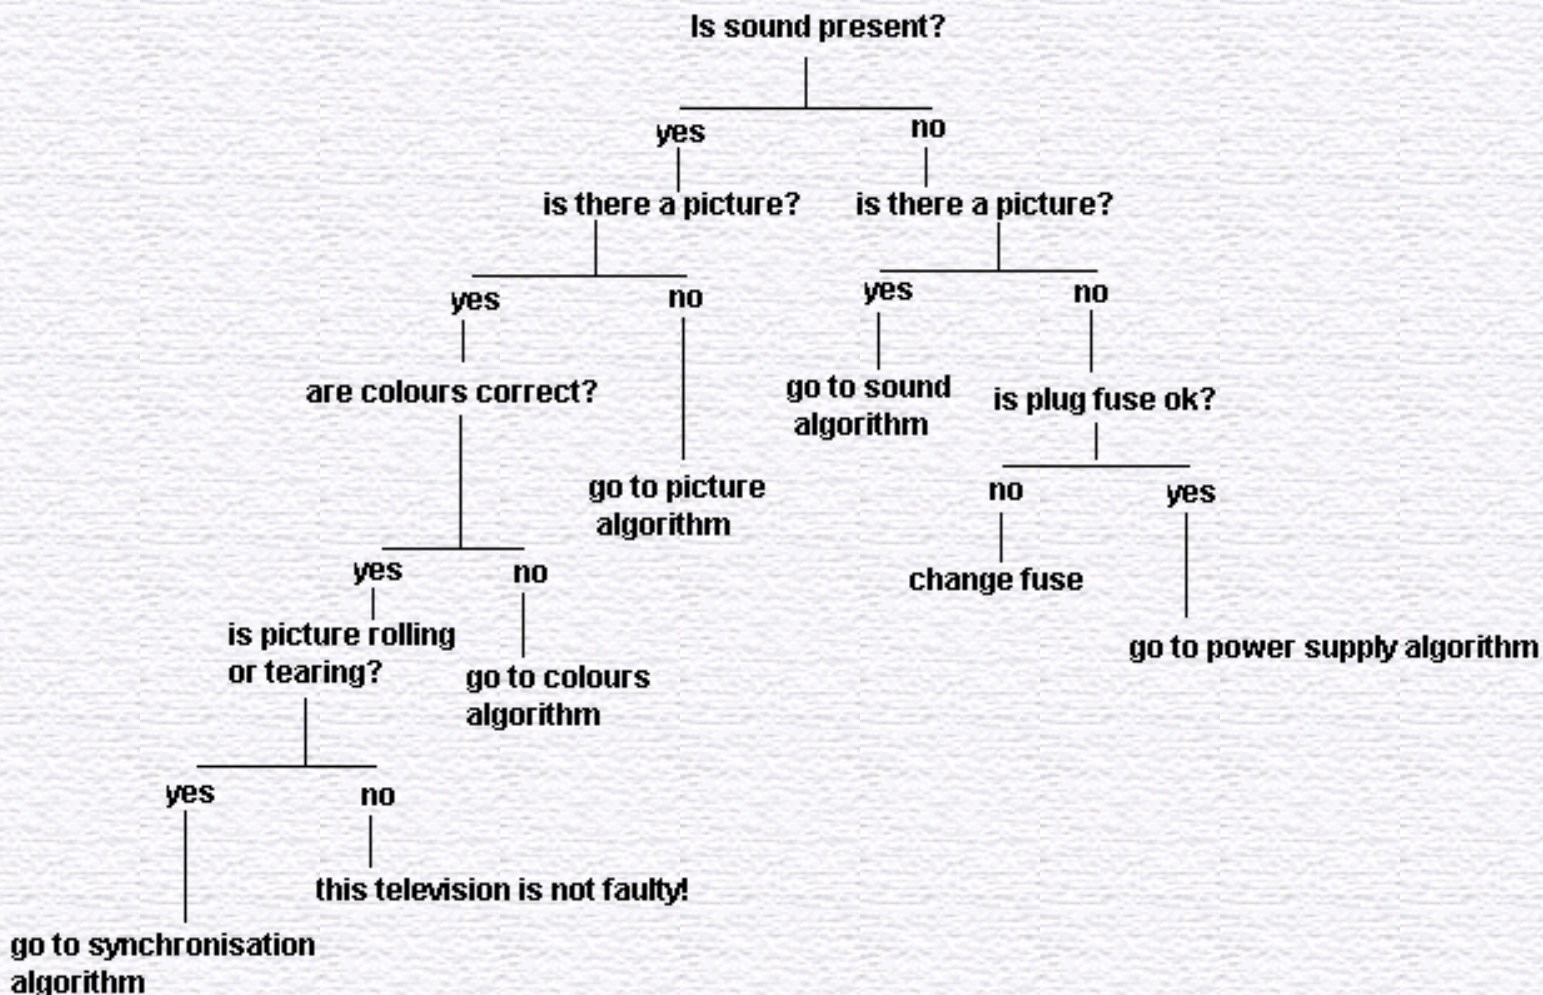 Is sound present?
yes
no
is there a picture?
is there a picture?
yes
no
yes
no
are colours correct?
go to sound
algorithm
is plug fuse ok?
go to picture
algorithm
no
yes
yes
no
change fuse
is picture rolling
or tearing?
go to colours
algorithm
go to power supply algorithm
yes
no
this television is not faulty!
go to synchronisation
algorithm